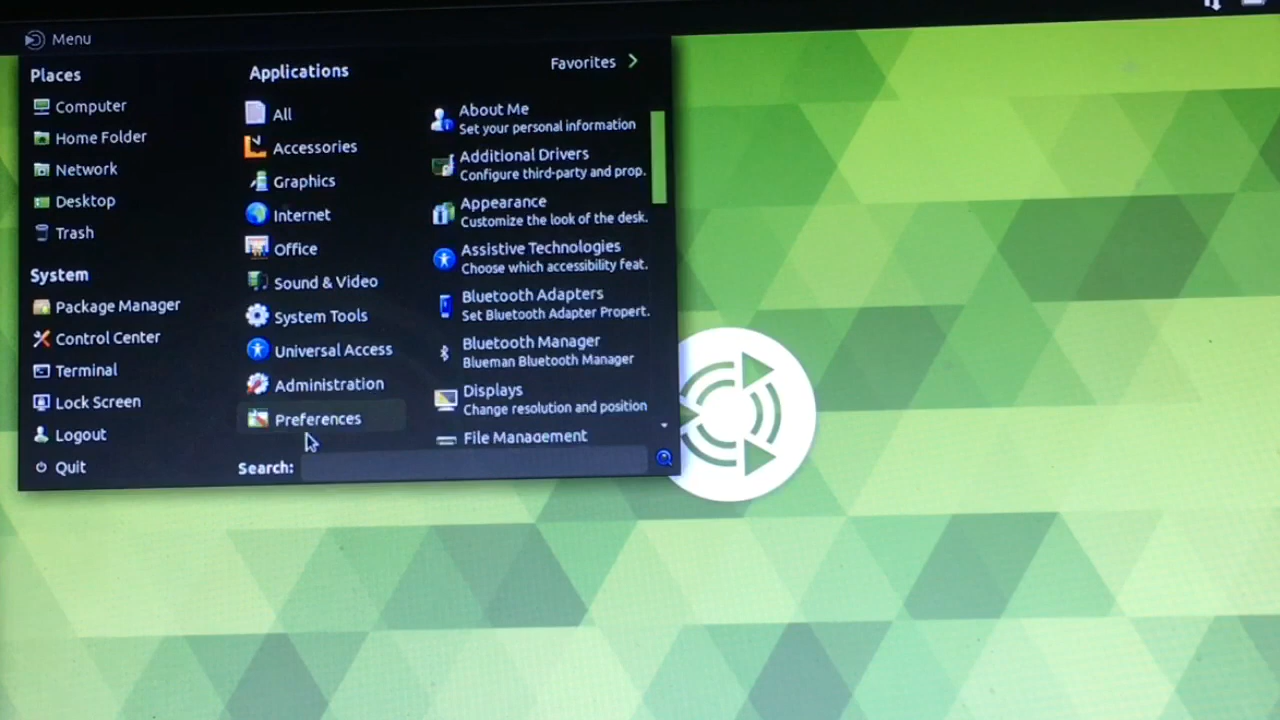 Menu
Places
Computer
Home Folder
Network
Desktop
Trash
System
Package Manager
Control Center
Terminal
Lock Screen
Logout
Quit
Applications
All
Accessories
Graphics
Internet
Office
Sound & Video
System Tools
Universal Access
Administration
Preferences
Search:
Favorites
About Me
Set your personal information
Additional Drivers
Configure third-party and prop.
Appearance
Customize the look of the desk.
Assistive Technologies
Choose which accessibility feat.
Bluetooth Adapters
Set Bluetooth Adapter Propert.
Bluetooth Manager
Blueman Bluetooth Manager
Displays
Change resolution and position
File Management